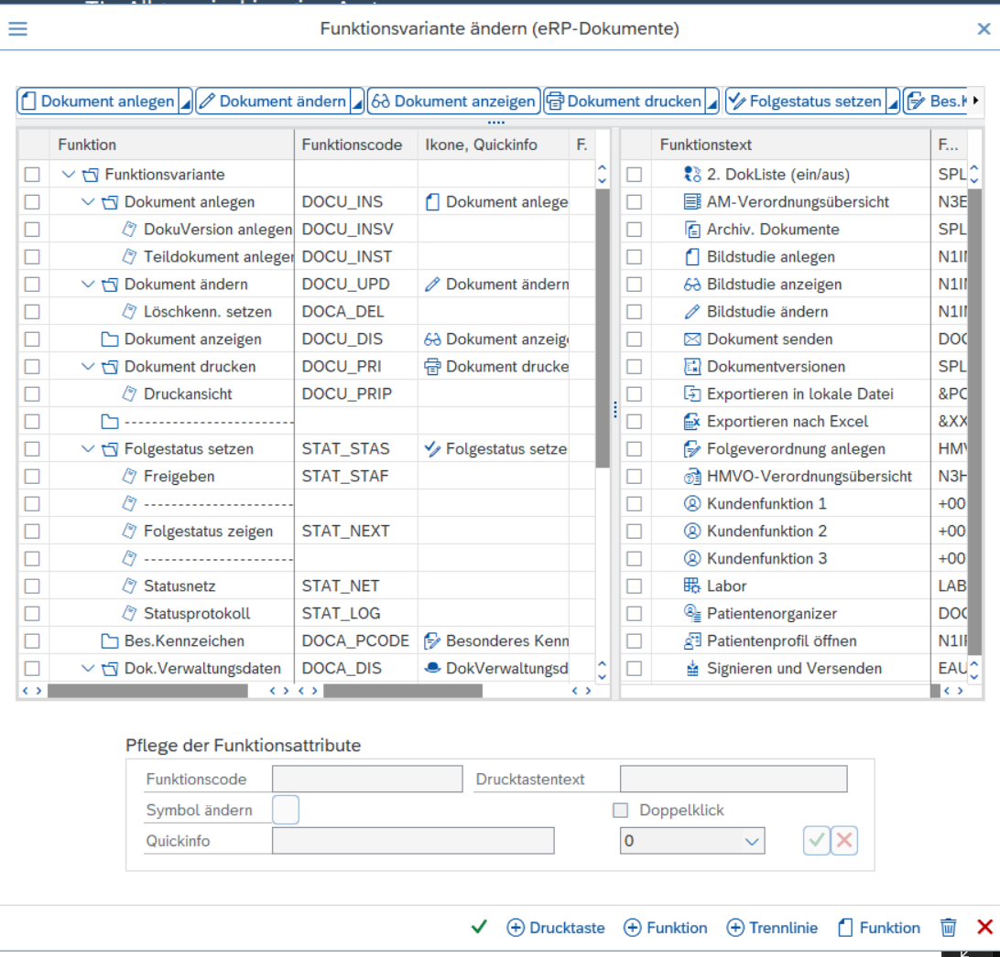 Funktionsvariante ändern (eRP-Dokumente)
Dokument anlegen Dokument ändern Dokument anzeigen Dokument drucken Folgestatus setzen Bes.K
Funktion Funktionscode Ikone, Quickinfo F.
Funktionsvariante
Dokument anlegen DOCU_INS Dokument anlege
DokuVersion anlegen DOCU_INSV
Teildokument anlegen DOCU_INST
Dokument ändern DOCU_UPD Dokument ändern
Löschkenn. setzen DOCA_DEL
Dokument anzeigen DOCU_DIS Dokument anzeig
Dokument drucken DOCU_PRI Dokument drucke
Druckansicht DOCU_PRIP
-------------------------
Folgestatus setzen STAT_STAS Folgestatus setze
Freigeben STAT_STAF
----------------------
Folgestatus zeigen STAT_NEXT
----------------------
Statusnetz STAT_NET
Statusprotokoll STAT_LOG
Bes.Kennzeichen DOCA_PCODE Besonderes Kenn
Dok.Verwaltungsdaten DOCA_DIS DokVerwaltungsd
Funktionstext F...
2. DokListe (ein/aus) SPL
AM-Verordnungsübersicht N3E
Archiv. Dokumente SPL
Bildstudie anlegen N1II
Bildstudie anzeigen N1II
Bildstudie ändern N1II
Dokument senden DOC
Dokumentversionen SPL
Exportieren in lokale Datei &PC
Exportieren nach Excel &XX
Folgeverordnung anlegen HMV
HMVO-Verordnungsübersicht N3H
Kundenfunktion 1 +00
Kundenfunktion 2 +00
Kundenfunktion 3 +00
Labor LAB
Patientenorganizer DOC
Patientenprofil öffnen
Signieren und Versenden EAU
Pflege der Funktionsattribute
Funktionscode Drucktastentext
Symbol ändern Doppelklick
Quickinfo 0
Drucktaste Funktion Trennlinie Funktion